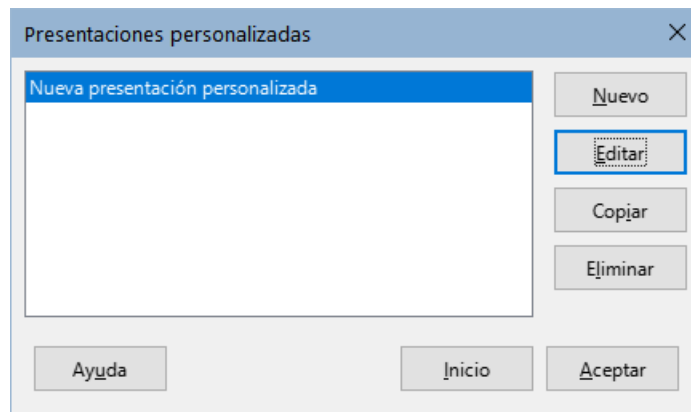 Presentaciones personalizadas
Nueva presentación personalizada
Nuevo
Editar
Copiar
Eliminar
Ayuda
Inicio
Aceptar